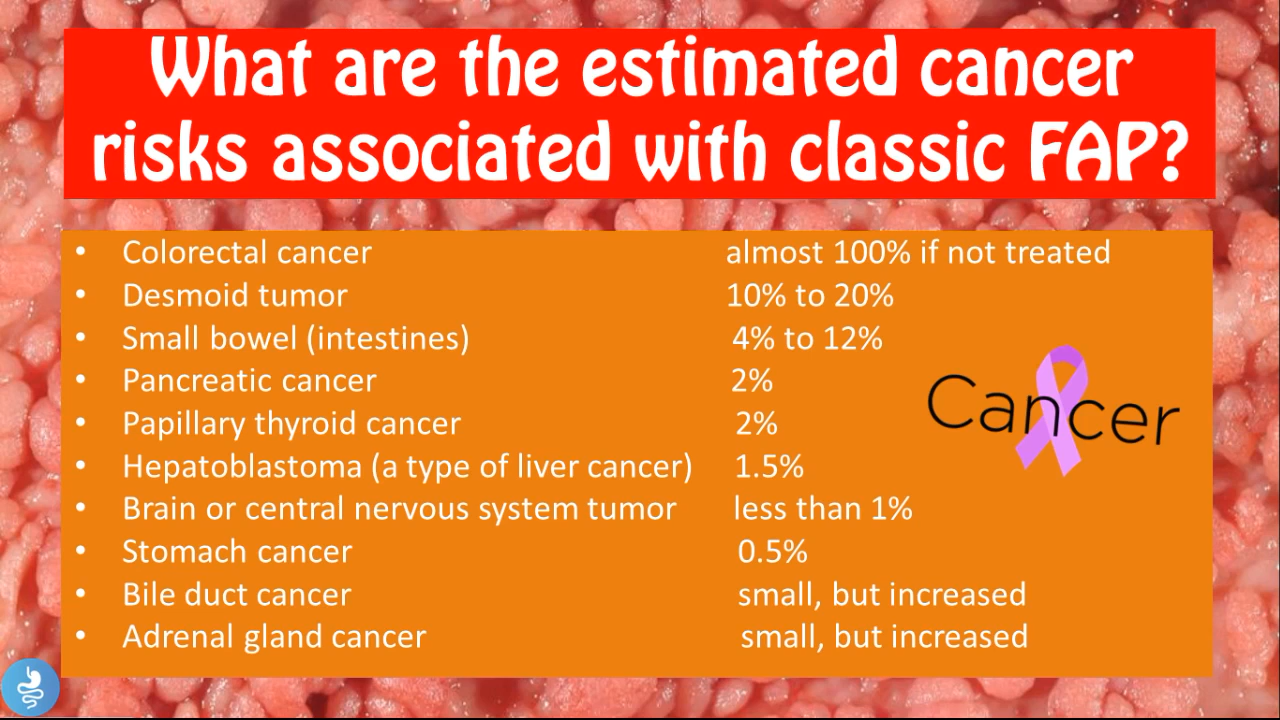 What are the estimated cancer
risks associated with classic FAP?
• Colorectal cancer almost 100% if not treated
• Desmoid tumor 10% to 20%
• Small bowel (intestines) 4% to 12%
• Pancreatic cancer 2%
• Papillary thyroid cancer 2%
• Hepatoblastoma (a type of liver cancer) 1.5%
• Brain or central nervous system tumor less than 1%
• Stomach cancer 0.5%
• Bile duct cancer small, but increased
• Adrenal gland cancer small, but increased
Cancer